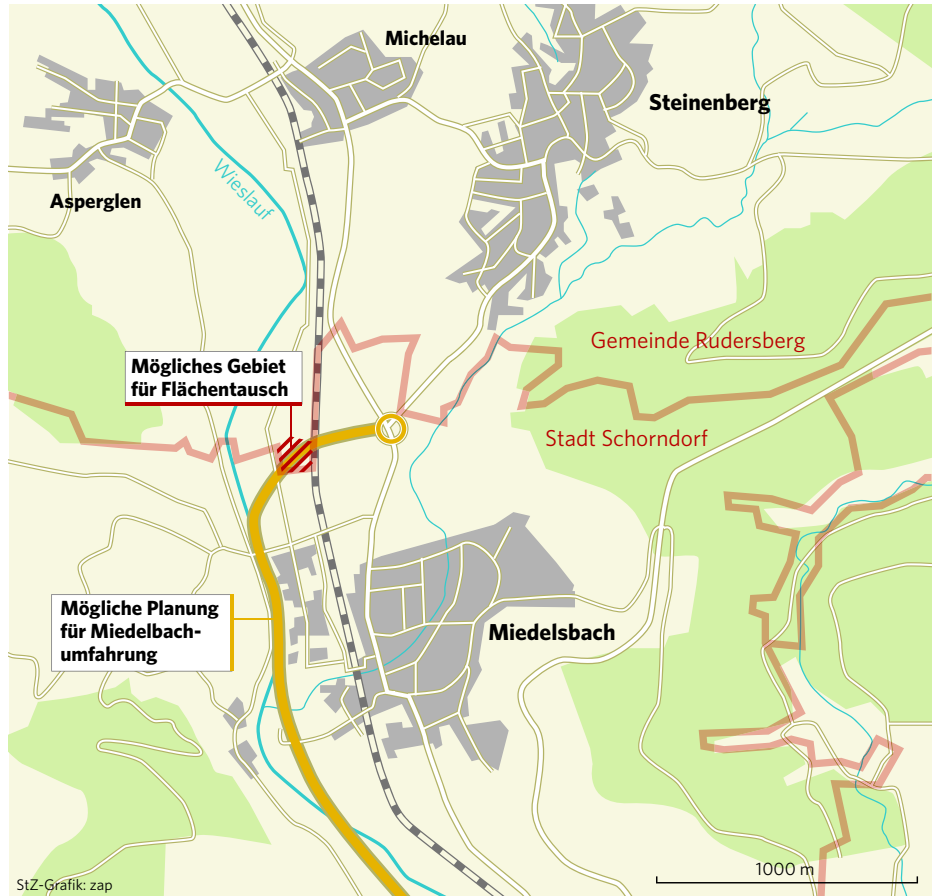 Michelau
Steinenberg
Asperglen
Wieslauf
Gemeinde Rudersberg
Mögliches Gebiet
für Flächentausch
Stadt Schorndorf
Mögliche Planung
für Miedelbach-
umfahrung
Miedelsbach
1000 m
StZ-Grafik: zap